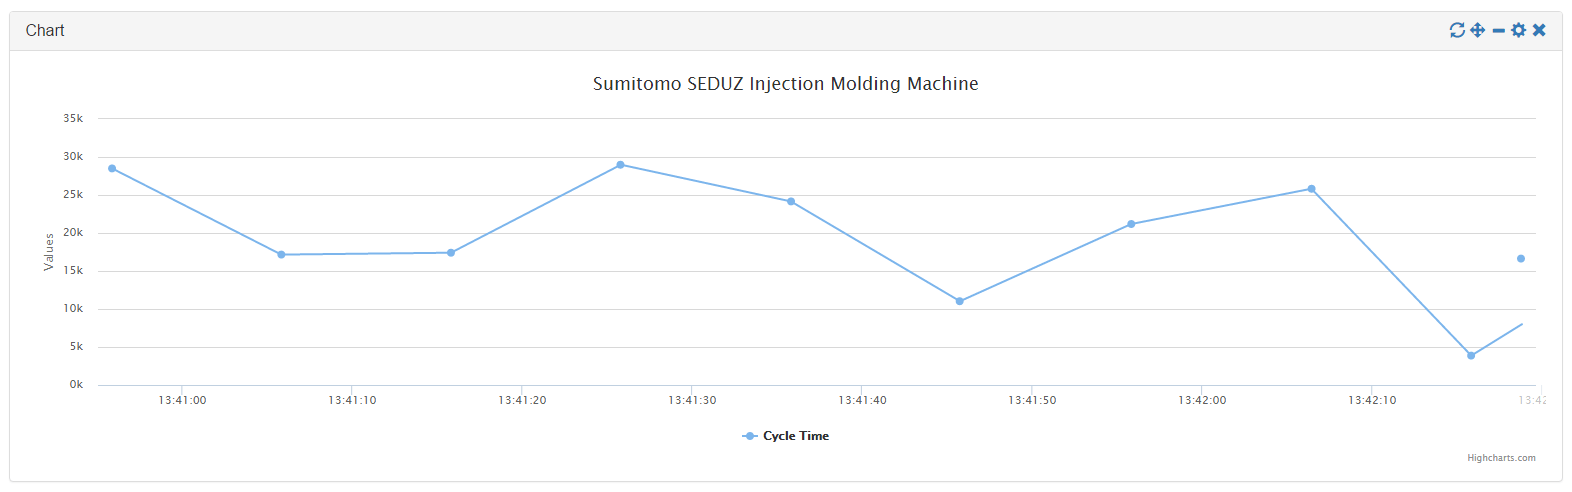 Chart
Sumitomo SEDUZ Injection Molding Machine
Values
35k
30k
25k
20k
15k
10k
5k
0k
13:41:00 13:41:10 13:41:20 13:41:30 13:41:40 13:41:50 13:42:00 13:42:10 13:42
Cycle Time
Highcharts.com